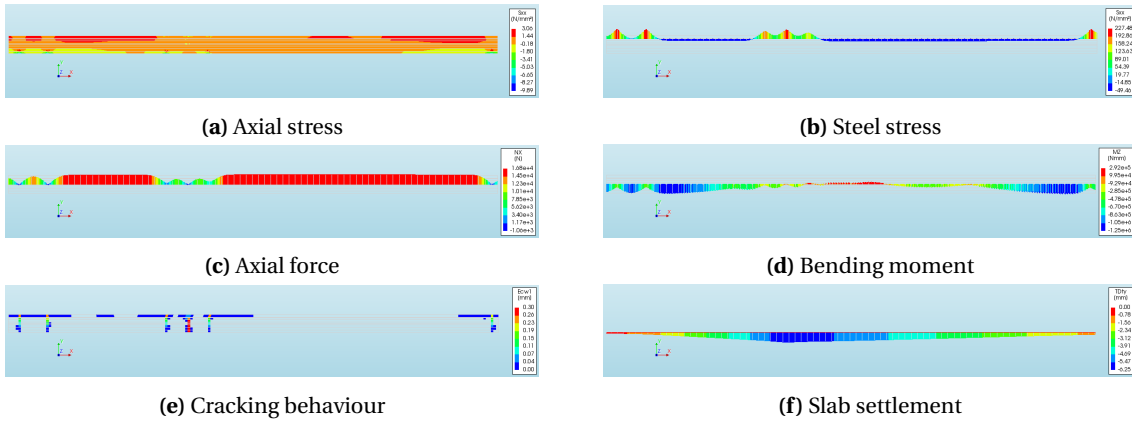 Sxx
(N/mm²)
3.06
1.44
-0.18
-1.80
-3.41
-5.03
-6.65
-8.27
-9.89
Y
Z X
(a) Axial stress
Sxx
(N/mm²)
227.48
192.86
158.24
123.63
89.01
54.39
19.77
-14.85
-49.46
Y
Z X
(b) Steel stress
NX
(N)
1.68e+4
1.45e+4
1.23e+4
1.01e+4
7.85e+3
5.62e+3
3.40e+3
1.17e+3
-1.06e+3
Y
Z X
(c) Axial force
MZ
(Nmm)
2.92e+5
9.95e+4
-9.29e+4
-2.85e+5
-4.78e+5
-6.70e+5
-8.63e+5
-1.05e+6
-1.25e+6
Y
Z X
(d) Bending moment
Ecw1
(mm)
0.30
0.26
0.22
0.19
0.15
0.11
0.07
0.04
0.00
Y
Z X
(e) Cracking behaviour
TDty
(mm)
0.00
-0.78
-1.56
-2.34
-3.12
-3.91
-4.69
-5.47
-6.25
Y
Z X
(f) Slab settlement